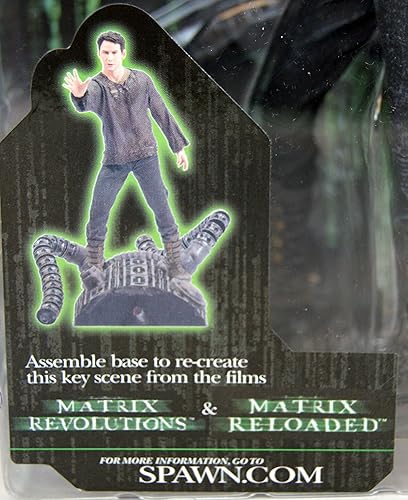 Assemble base to re-create
this key scene from the films
MATRIX REVOLUTIONS™ & MATRIX RELOADED™
FOR MORE INFORMATION, GO TO
SPAWN.COM